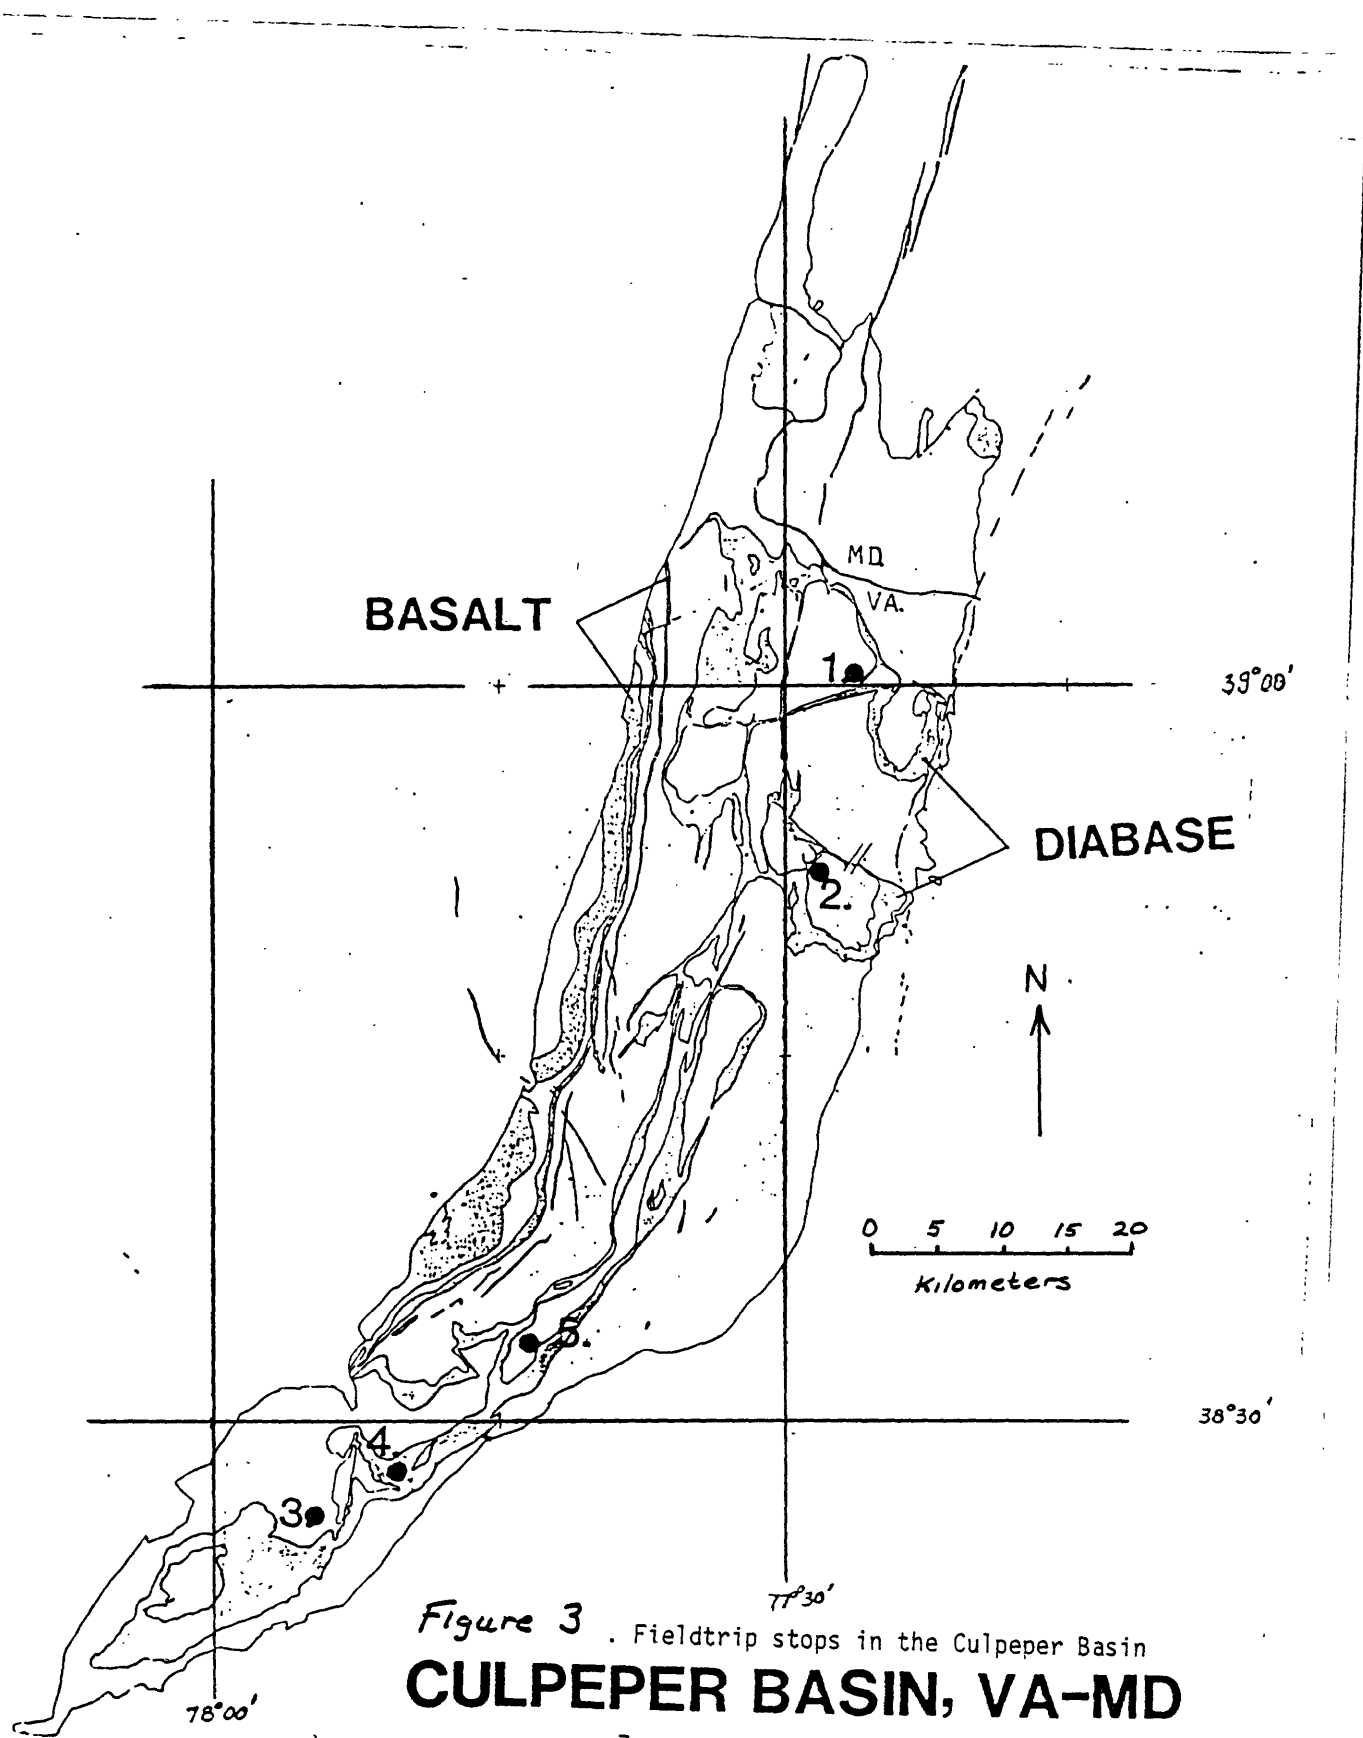 MD.
VA.
BASALT
1.
39°00'
DIABASE
2.
N
0 5 10 15 20
Kilometers
5.
38°30'
4.
3.
77°30'
Figure 3 . Fieldtrip stops in the Culpeper Basin
CULPEPER BASIN, VA-MD
78°00'